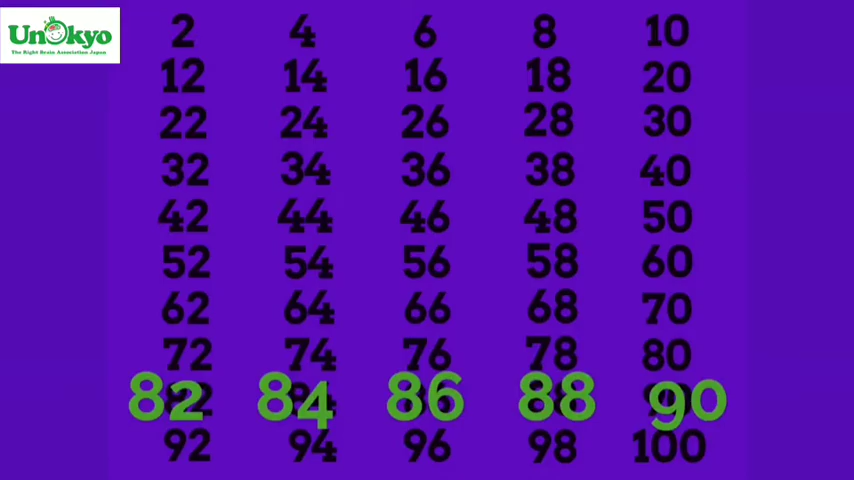 UnOkyo
The Right Brain Association Japan
2 4 6 8 10
12 14 16 18 20
22 24 26 28 30
32 34 36 38 40
42 44 46 48 50
52 54 56 58 60
62 64 66 68 70
72 74 76 78 80
82 84 86 88 90
92 94 96 98 100